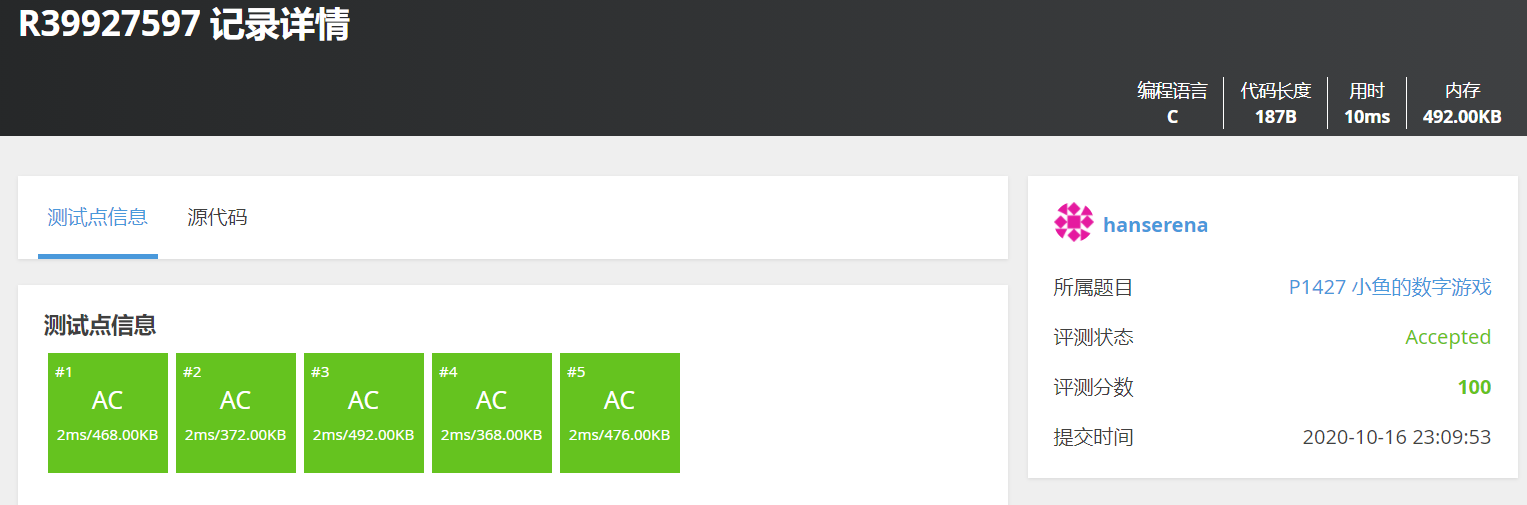 R39927597 记录详情
编程语言 代码长度 用时 内存
C 187B 10ms 492.00KB
测试点信息 源代码
hanserena
所属题目 P1427 小鱼的数字游戏
评测状态 Accepted
评测分数 100
提交时间 2020-10-16 23:09:53
测试点信息
#1 #2 #3 #4 #5
AC AC AC AC AC
2ms/468.00KB 2ms/372.00KB 2ms/492.00KB 2ms/368.00KB 2ms/476.00KB